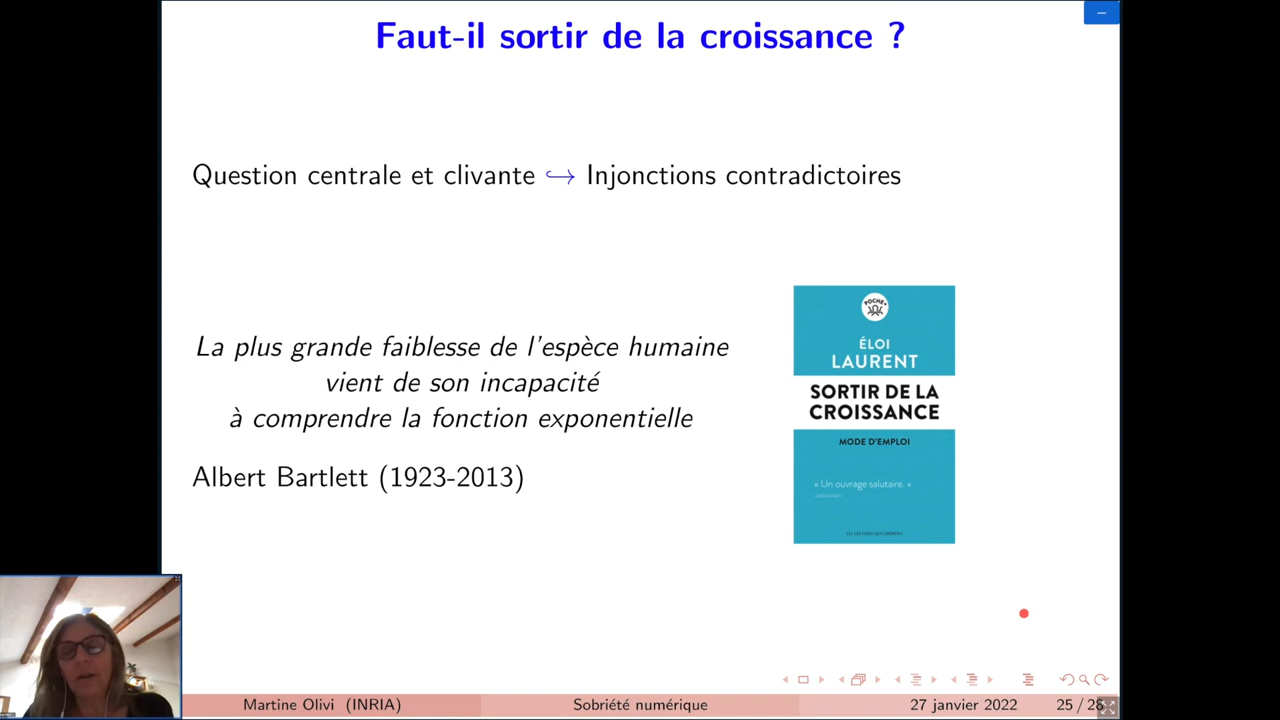 Faut-il sortir de la croissance ?
Question centrale et clivante ↪ Injonctions contradictoires
La plus grande faiblesse de l'espèce humaine
vient de son incapacité
à comprendre la fonction exponentielle
Albert Bartlett (1923-2013)
POCHE+
ÉLOI
LAURENT
SORTIR DE LA
CROISSANCE
MODE D'EMPLOI
« Un ouvrage salutaire. »
Martine Olivi (INRIA) Sobriété numérique 27 janvier 2022 25 / 28